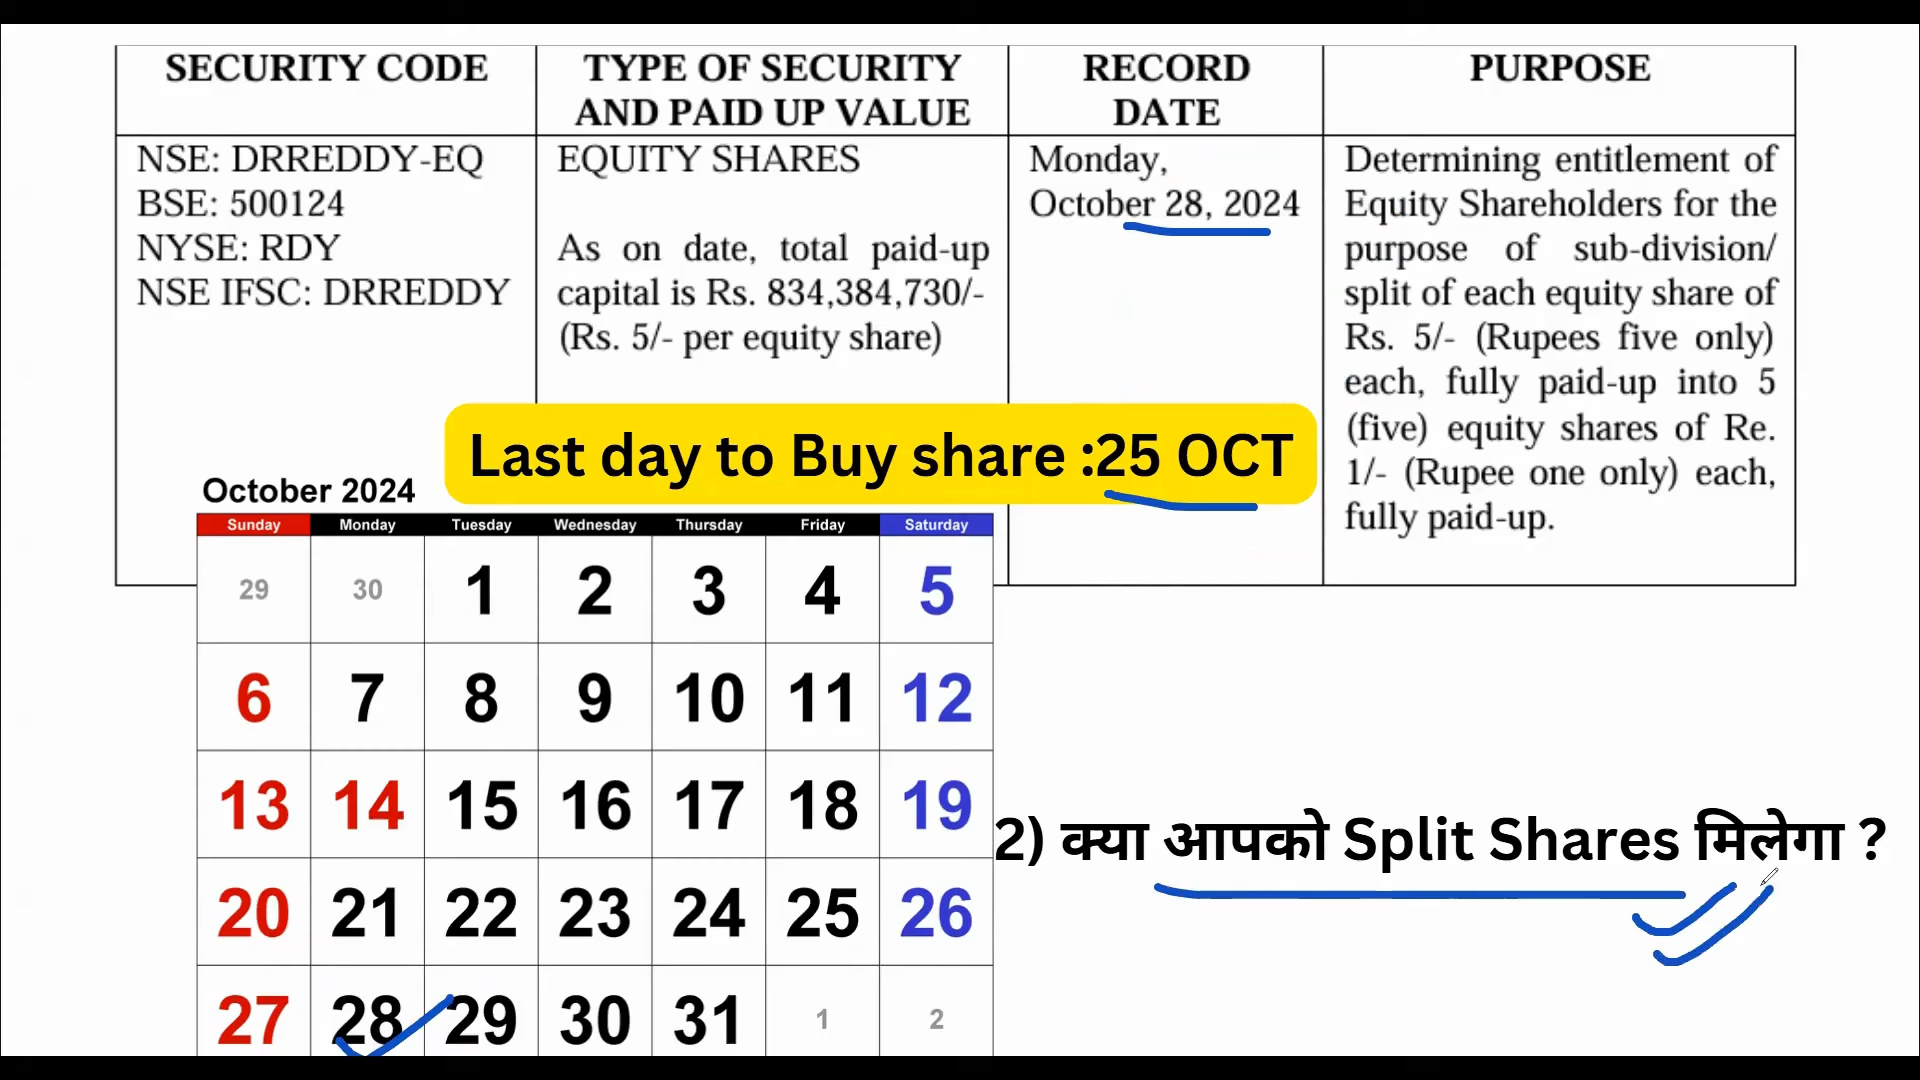 SECURITY CODE
TYPE OF SECURITY
AND PAID UP VALUE
RECORD
DATE
PURPOSE
NSE: DRREDDY-EQ
BSE: 500124
NYSE: RDY
NSE IFSC: DRREDDY
EQUITY SHARES
As on date, total paid-up
capital is Rs. 834,384,730/-
(Rs. 5/- per equity share)
Monday,
October 28, 2024
Determining entitlement of
Equity Shareholders for the
purpose of sub-division/
split of each equity share of
Rs. 5/- (Rupees five only)
each, fully paid-up into 5
(five) equity shares of Re.
1/- (Rupee one only) each,
fully paid-up.
Last day to Buy share :25 OCT
October 2024
Sunday Monday Tuesday Wednesday Thursday Friday Saturday
29 30 1 2 3 4 5
6 7 8 9 10 11 12
13 14 15 16 17 18 19
20 21 22 23 24 25 26
27 28 29 30 31 1 2
2) क्या आपको Split Shares मिलेगा ?